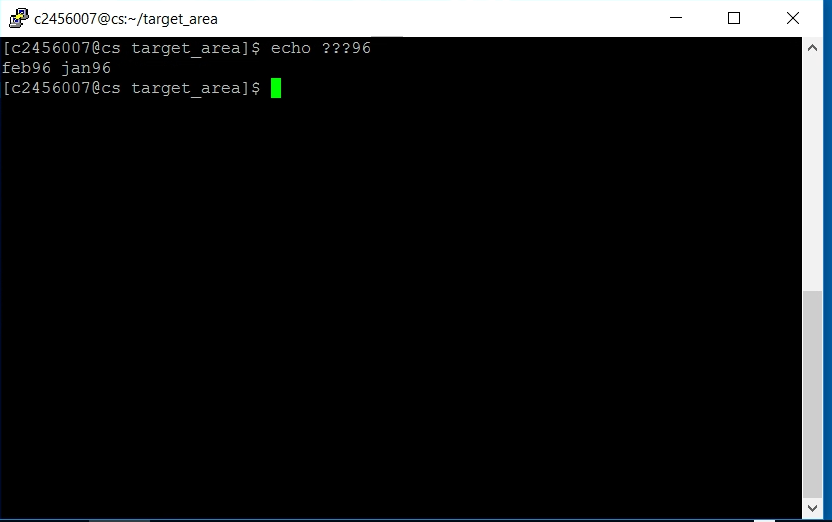 c2456007@cs:~/target_area
[c2456007@cs target_area]$ echo ???96
feb96 jan96
[c2456007@cs target_area]$